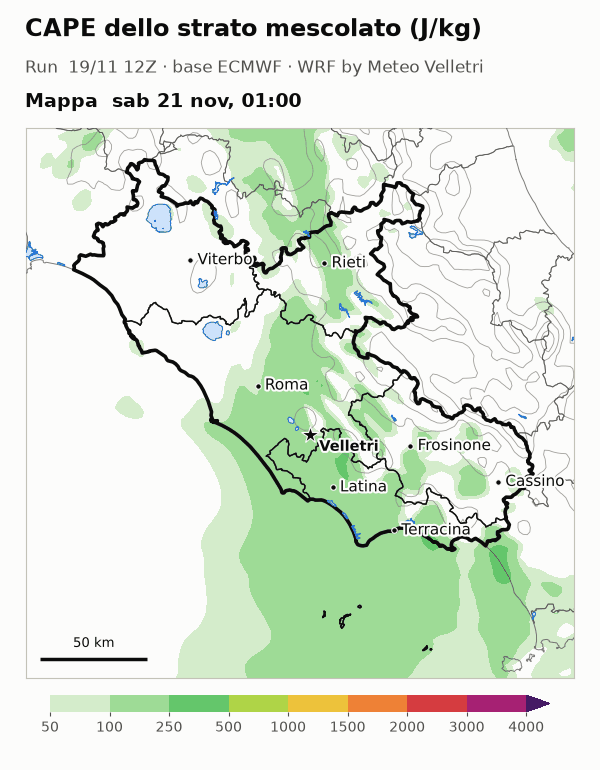 CAPE dello strato mescolato (J/kg)
Run 19/11 12Z · base ECMWF · WRF by Meteo Velletri
Mappa sab 21 nov, 01:00
Viterbo
Rieti
Roma
Velletri
Frosinone
Cassino
Latina
Terracina
50 km
50 100 250 500 1000 1500 2000 3000 4000